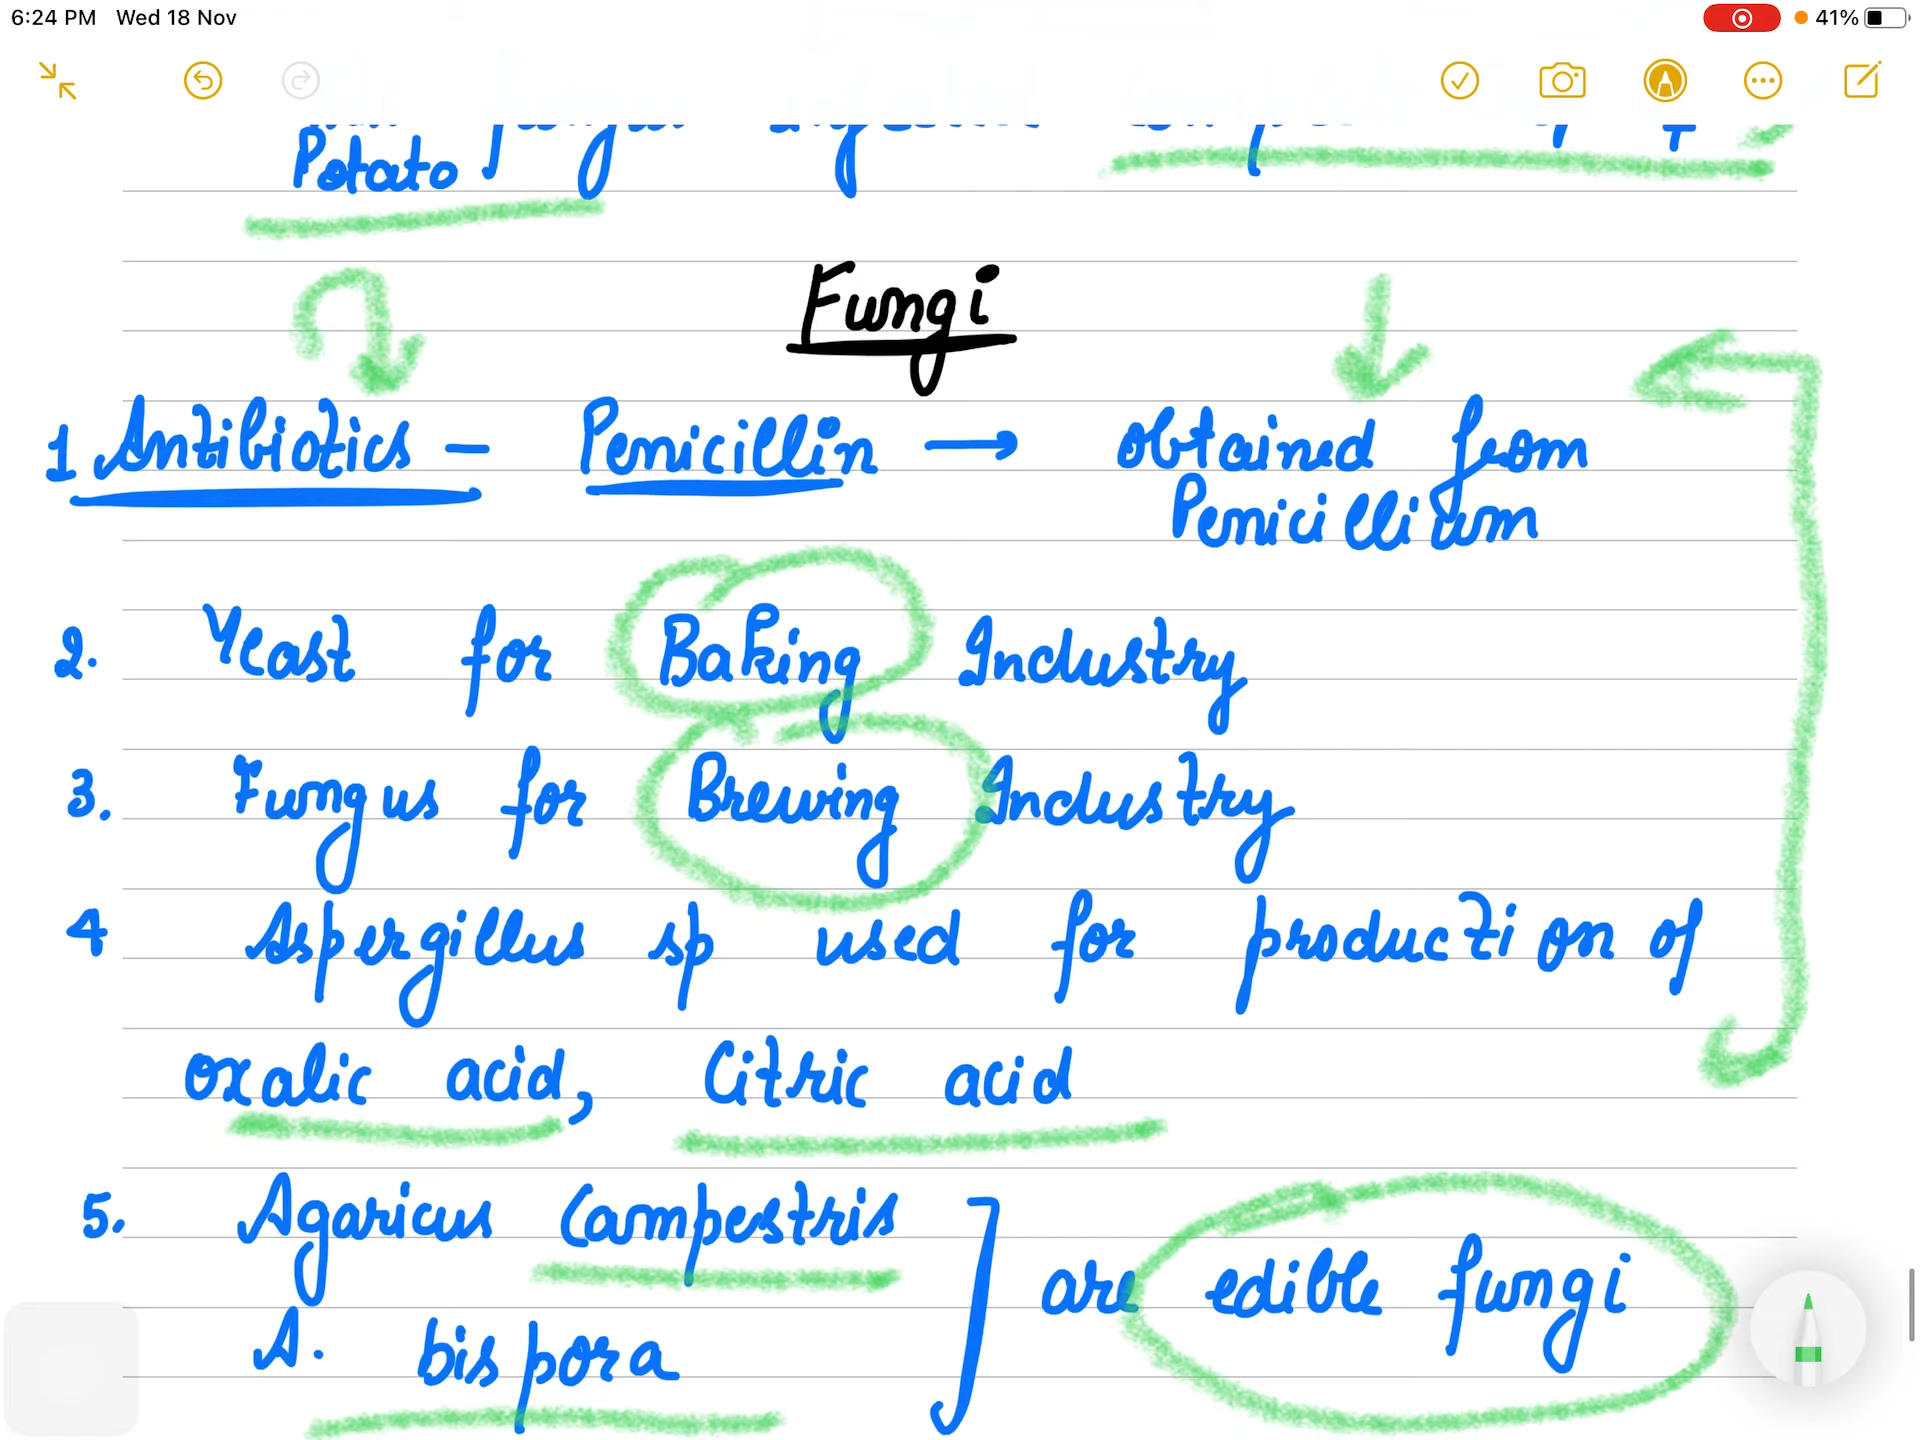 6:24 PM Wed 18 Nov 41%
Potato
Fungi
1 Antibiotics - Penicillin → obtained from
Penicillium
2. Yeast for Baking Industry
3. Fungus for Brewing Industry
4 Aspergillus sp used for production of
oxalic acid, Citric acid
5. Agaricus Campestris
are edible fungi
A. bispora